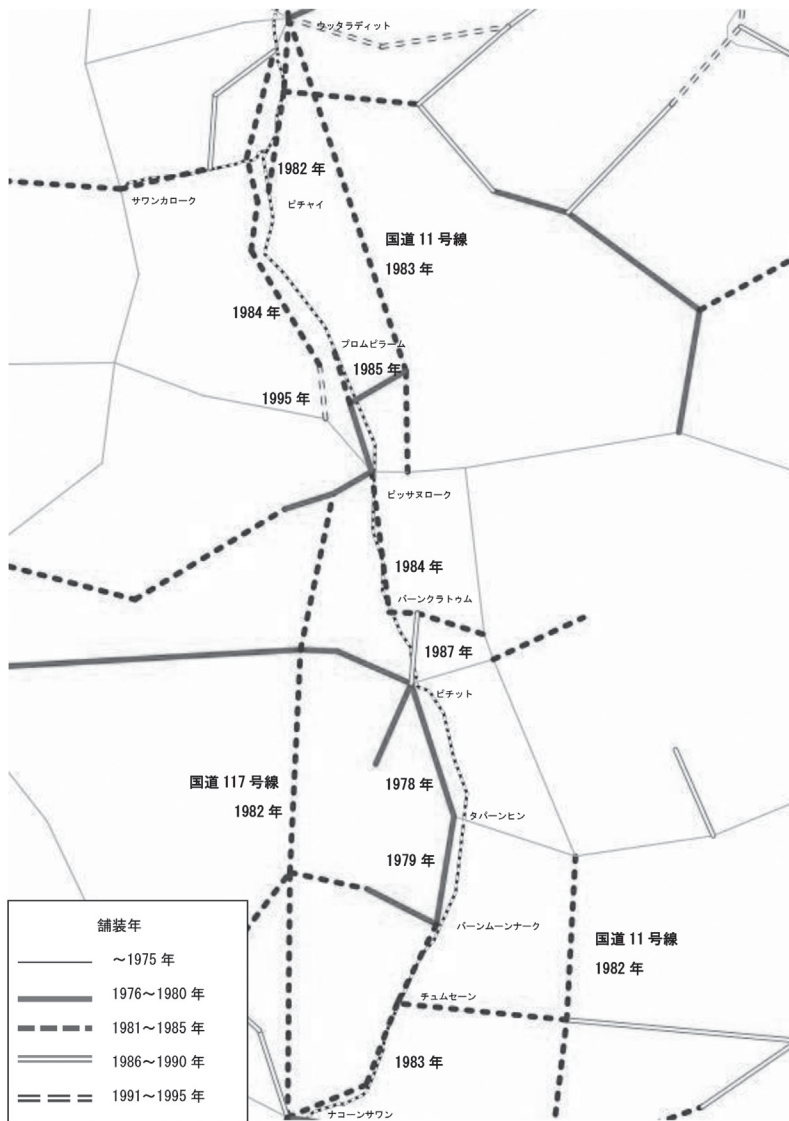 ウッタラディット
1982 年
サワンカローク
ピチャイ
国道 11 号線
1983 年
1984 年
プロムピラーム
1985 年
1995 年
ピッサヌローク
1984 年
バーンクラトゥム
1987 年
ピチット
国道 117 号線
1982 年
1978 年
タパーンヒン
1979 年
バーンムーンナーク
国道 11 号線
1982 年
チュムセーン
1983 年
ナコーンサワン
舗装年
～1975 年
1976～1980 年
1981～1985 年
1986～1990 年
1991～1995 年